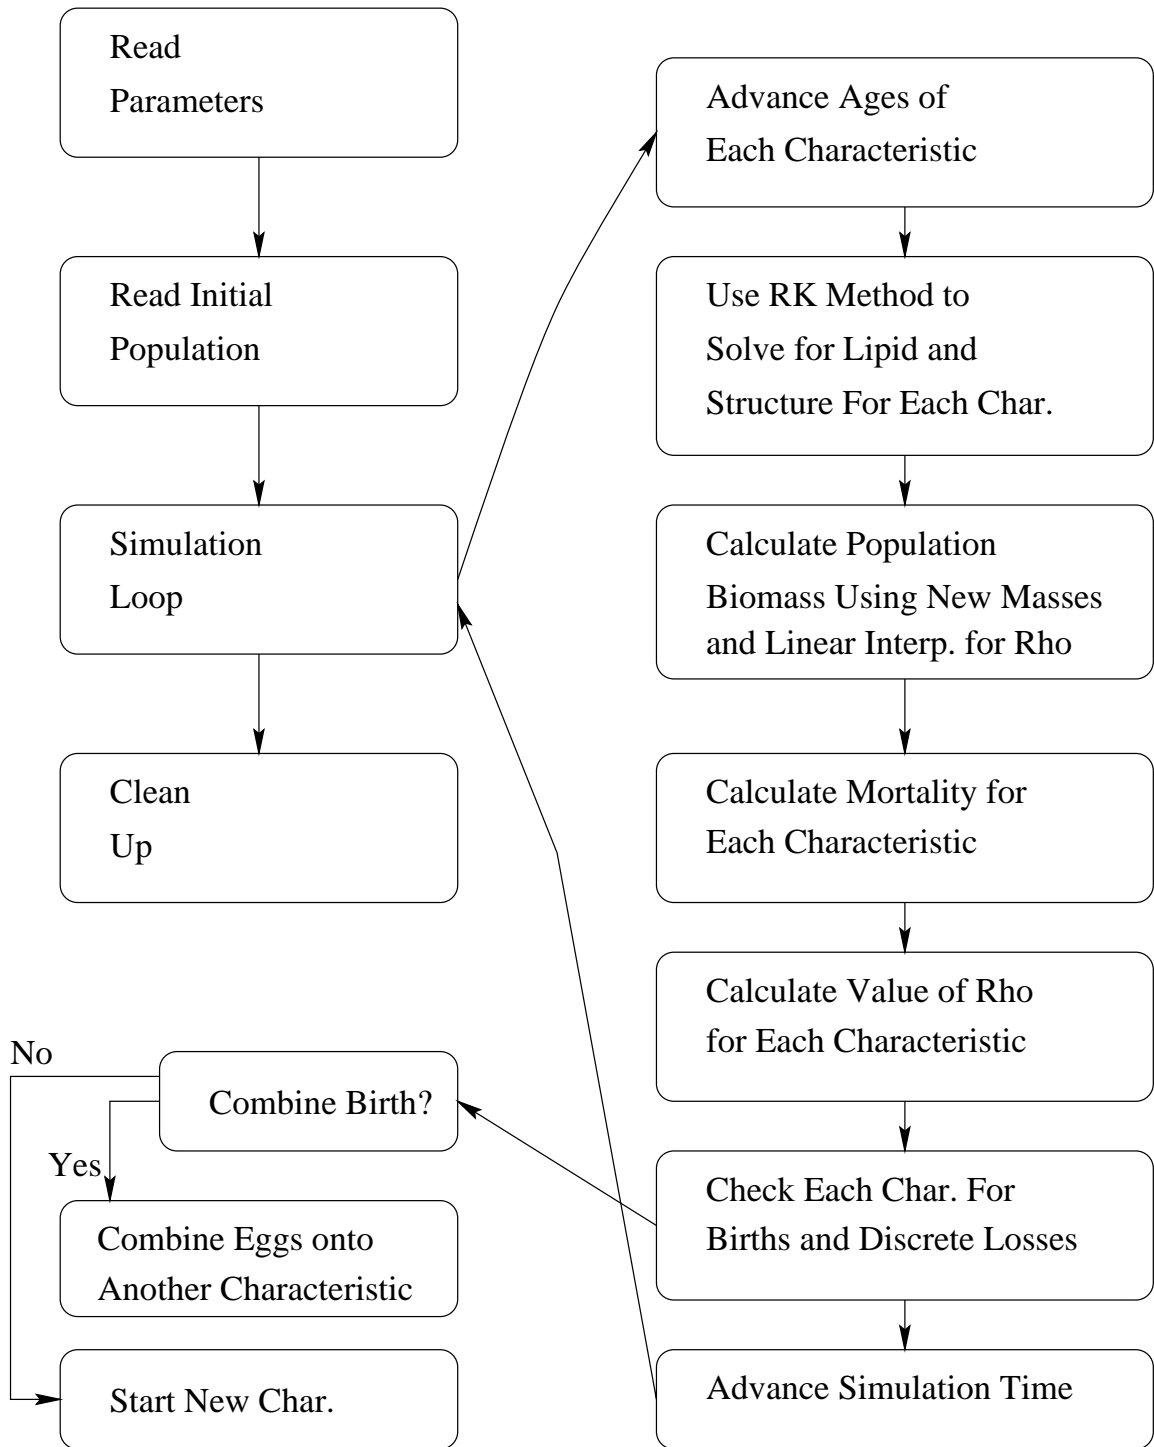 Read
Parameters
Read Initial
Population
Simulation
Loop
Clean
Up
Advance Ages of
Each Characteristic
Use RK Method to
Solve for Lipid and
Structure For Each Char.
Calculate Population
Biomass Using New Masses
and Linear Interp. for Rho
Calculate Mortality for
Each Characteristic
Calculate Value of Rho
for Each Characteristic
Check Each Char. For
Births and Discrete Losses
Advance Simulation Time
Combine Birth?
No
Yes
Combine Eggs onto
Another Characteristic
Start New Char.